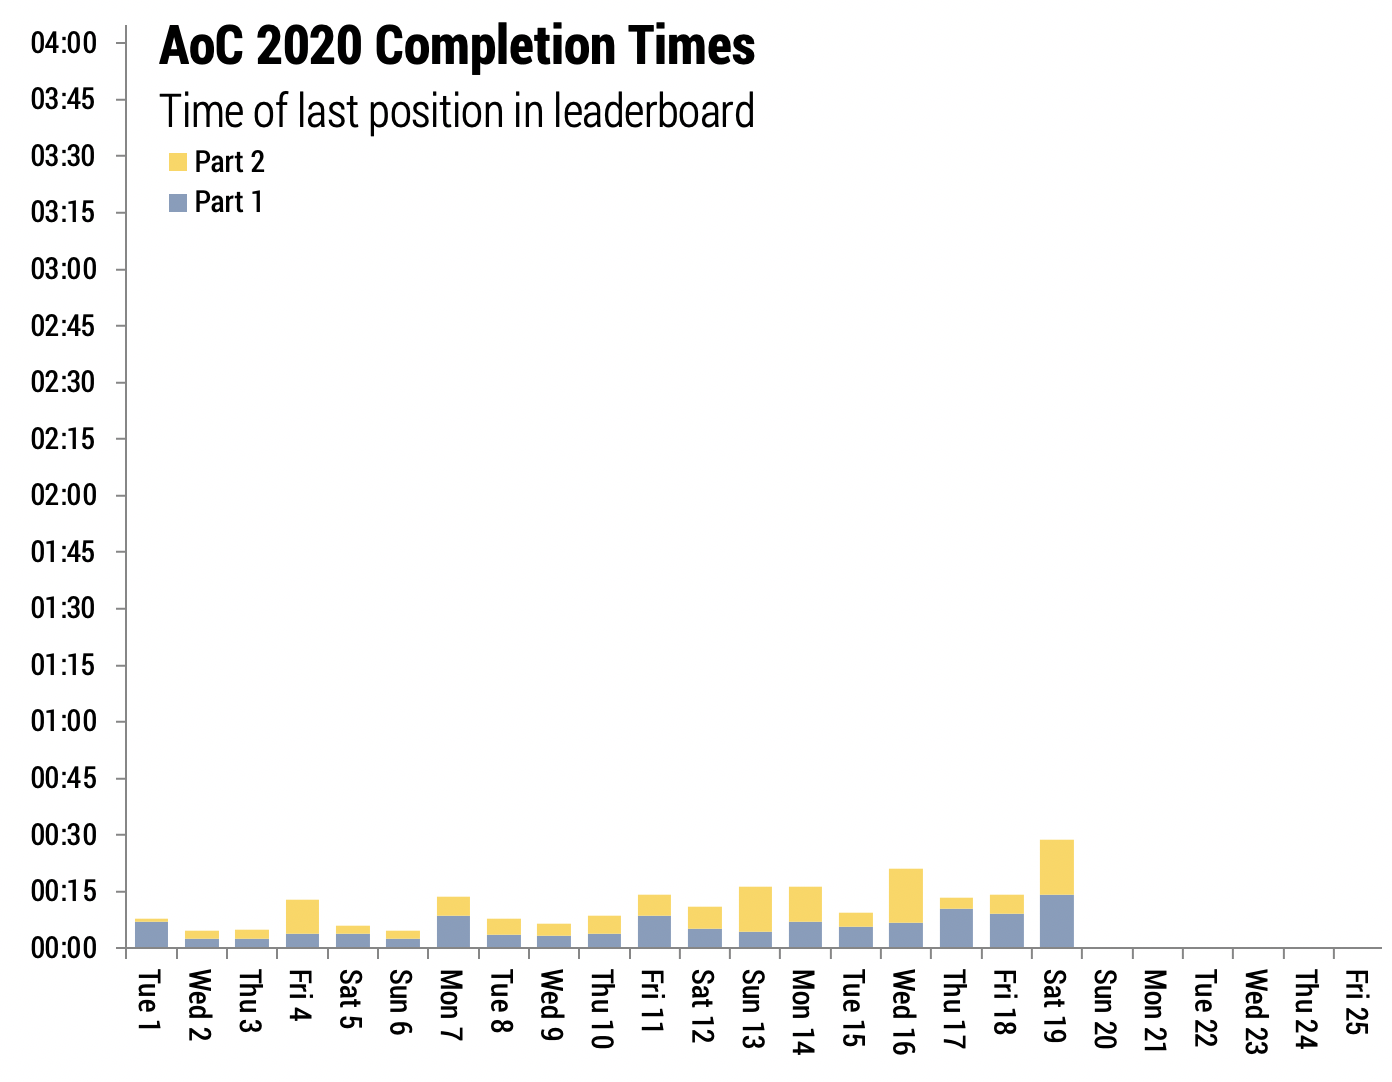 AoC 2020 Completion Times
Time of last position in leaderboard
Part 2
Part 1
04:00
03:45
03:30
03:15
03:00
02:45
02:30
02:15
02:00
01:45
01:30
01:15
01:00
00:45
00:30
00:15
00:00
Tue 1
Wed 2
Thu 3
Fri 4
Sat 5
Sun 6
Mon 7
Tue 8
Wed 9
Thu 10
Fri 11
Sat 12
Sun 13
Mon 14
Tue 15
Wed 16
Thu 17
Fri 18
Sat 19
Sun 20
Mon 21
Tue 22
Wed 23
Thu 24
Fri 25